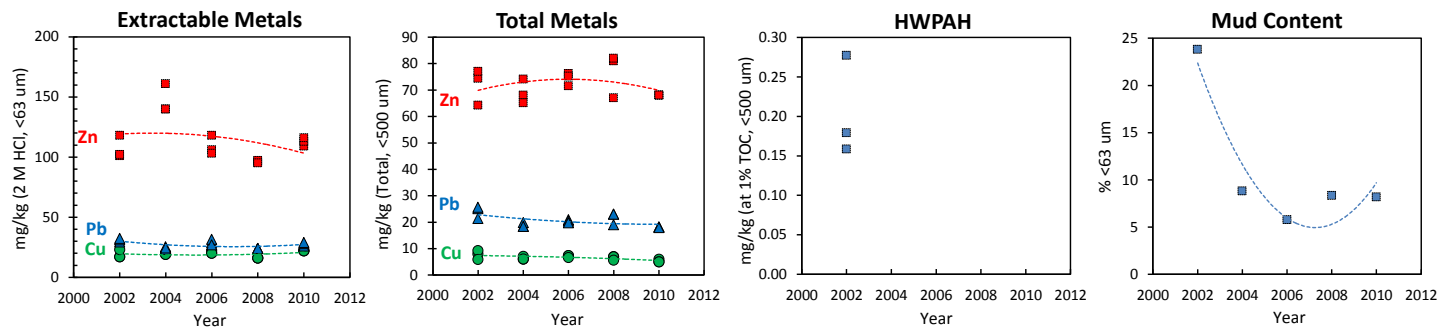 Extractable Metals
mg/kg (2 M HCl, <63 um)
200
150
100
50
0
Zn
Pb
Cu
2000 2002 2004 2006 2008 2010 2012
Year
Total Metals
mg/kg (Total, <500 um)
90
80
70
60
50
40
30
20
10
0
Zn
Pb
Cu
2000 2002 2004 2006 2008 2010 2012
Year
HWPAH
mg/kg (at 1% TOC, <500 um)
0.30
0.25
0.20
0.15
0.10
0.05
0.00
2000 2002 2004 2006 2008 2010 2012
Year
Mud Content
% <63 um
25
20
15
10
5
0
2000 2002 2004 2006 2008 2010 2012
Year